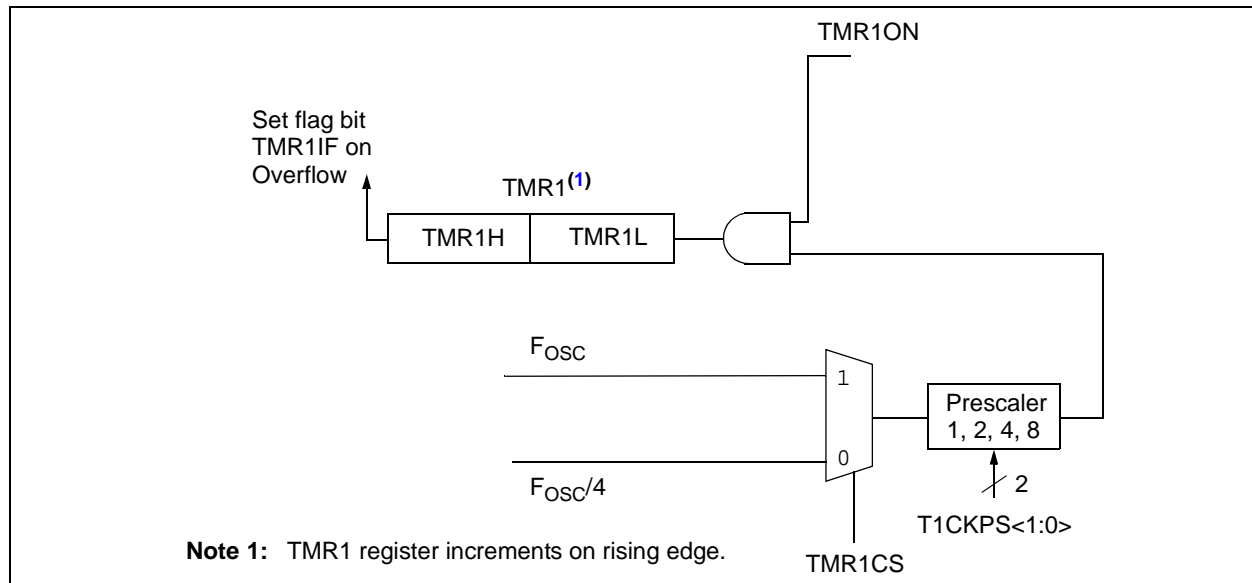 TMR1ON
Set flag bit
TMR1IF on
Overflow
TMR1(1)
TMR1H
TMR1L
FOSC
1
Prescaler
1, 2, 4, 8
0
FOSC/4
2
T1CKPS<1:0>
Note 1: TMR1 register increments on rising edge.
TMR1CS